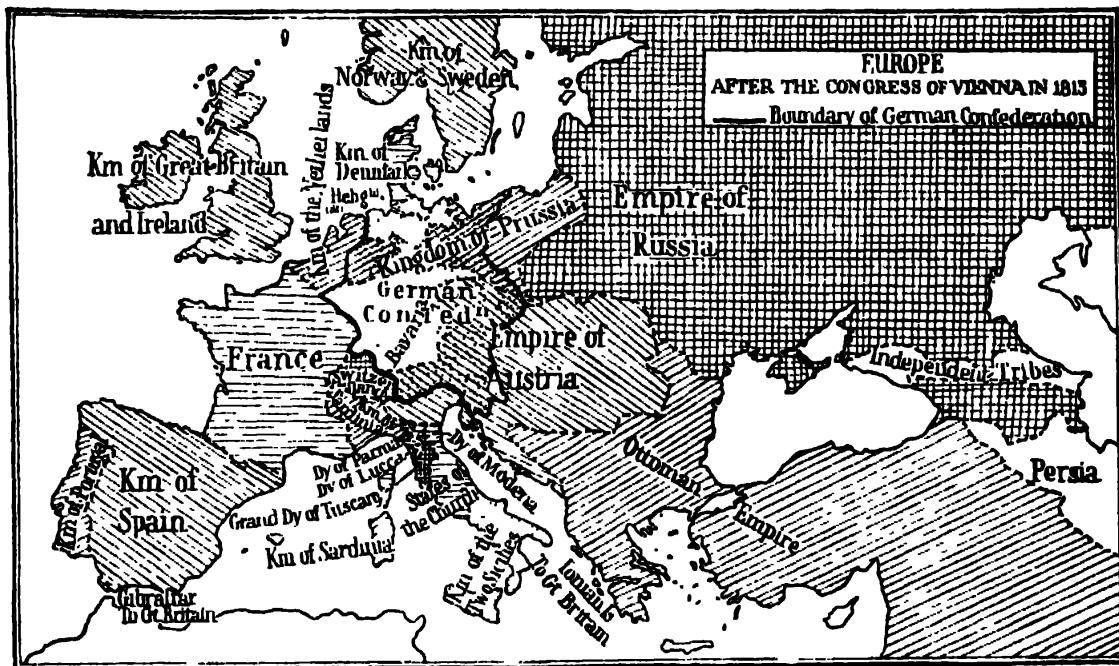 EUROPE
AFTER THE CONGRESS OF VIENNA IN 1815
Boundary of German Confederation
Km of
Norway & Sweden
Km of Great Britain
and Ireland
Km of the Netherlands
Km of
Denmark
Kingdom of Prussia
Empire of
Russia
German
Confedn
Bavaria
France
Empire of
Austria
Independent Tribes
Ottoman
Empire
Persia
Km of Portugal
Km of
Spain
Gibraltar
To Gt Britain
Dy of Parma
Dy of Lucca
Grand Dy of Tuscany
Km of Sardinia
Dy of Modena
States of
the Church
Km of the
Two Sicilies
Ionian Is
To Gt Britain